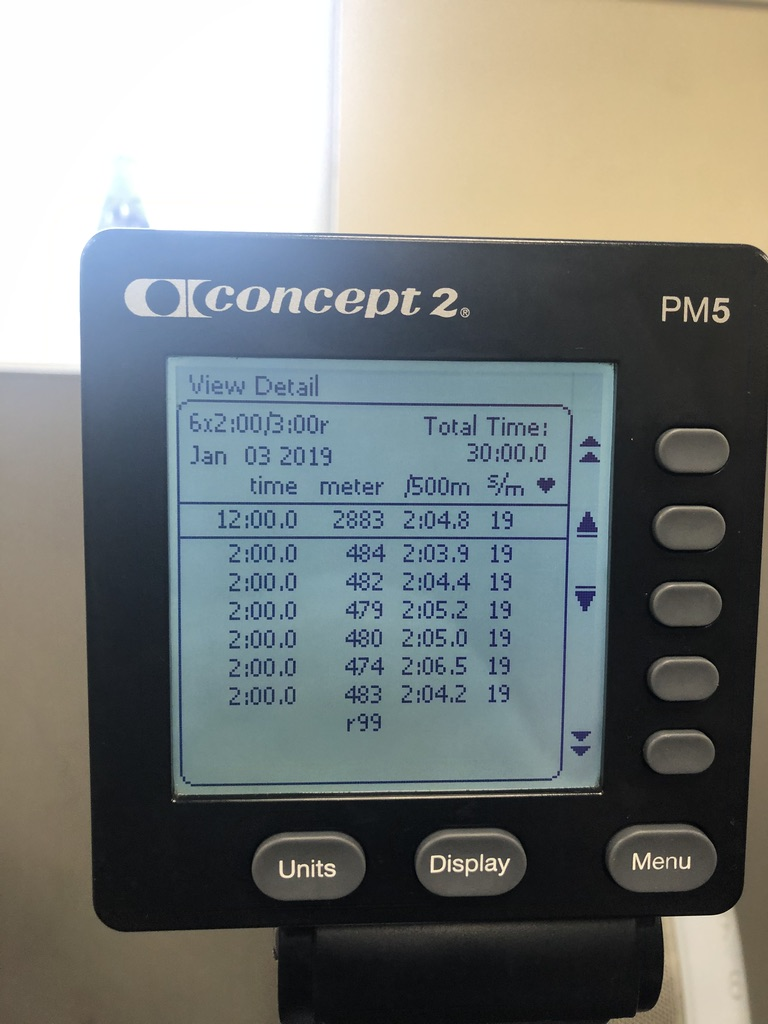 concept 2®
PM5
View Detail
6x2:00/3:00r Total Time:
Jan 03 2019 30:00.0
time meter /500m s/m ♥
12:00.0 2883 2:04.8 19
2:00.0 484 2:03.9 19
2:00.0 482 2:04.4 19
2:00.0 479 2:05.2 19
2:00.0 480 2:05.0 19
2:00.0 474 2:06.5 19
2:00.0 483 2:04.2 19
r99
Units Display Menu